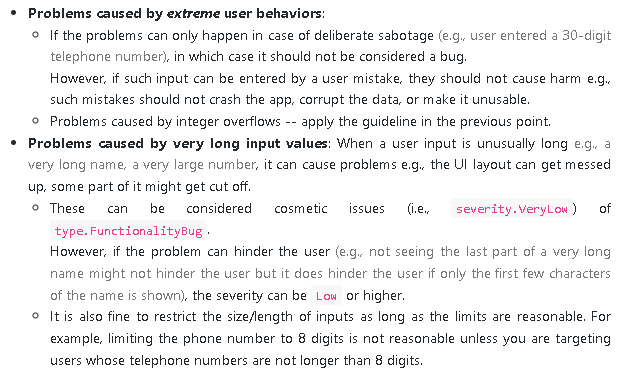 • Problems caused by extreme user behaviors:
○ If the problems can only happen in case of deliberate sabotage (e.g., user entered a 30-digit
telephone number), in which case it should not be considered a bug.
However, if such input can be entered by a user mistake, they should not cause harm e.g.,
such mistakes should not crash the app, corrupt the data, or make it unusable.
○ Problems caused by integer overflows -- apply the guideline in the previous point.
• Problems caused by very long input values: When a user input is unusually long e.g., a
very long name, a very large number, it can cause problems e.g., the UI layout can get messed
up, some part of it might get cut off.
○ These can be considered cosmetic issues (i.e., severity.VeryLow) of
type.FunctionalityBug.
However, if the problem can hinder the user (e.g., not seeing the last part of a very long
name might not hinder the user but it does hinder the user if only the first few characters
of the name is shown), the severity can be Low or higher.
○ It is also fine to restrict the size/length of inputs as long as the limits are reasonable. For
example, limiting the phone number to 8 digits is not reasonable unless you are targeting
users whose telephone numbers are not longer than 8 digits.